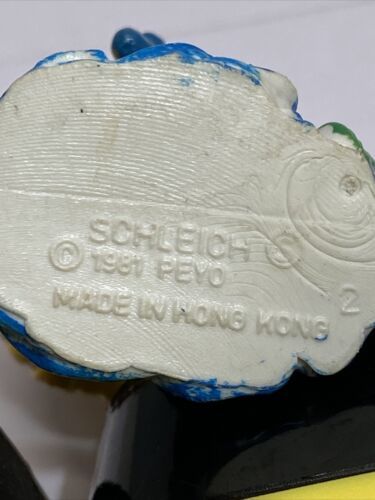 SCHLEICH S
© 1981 PEYO
MADE IN HONG KONG
2